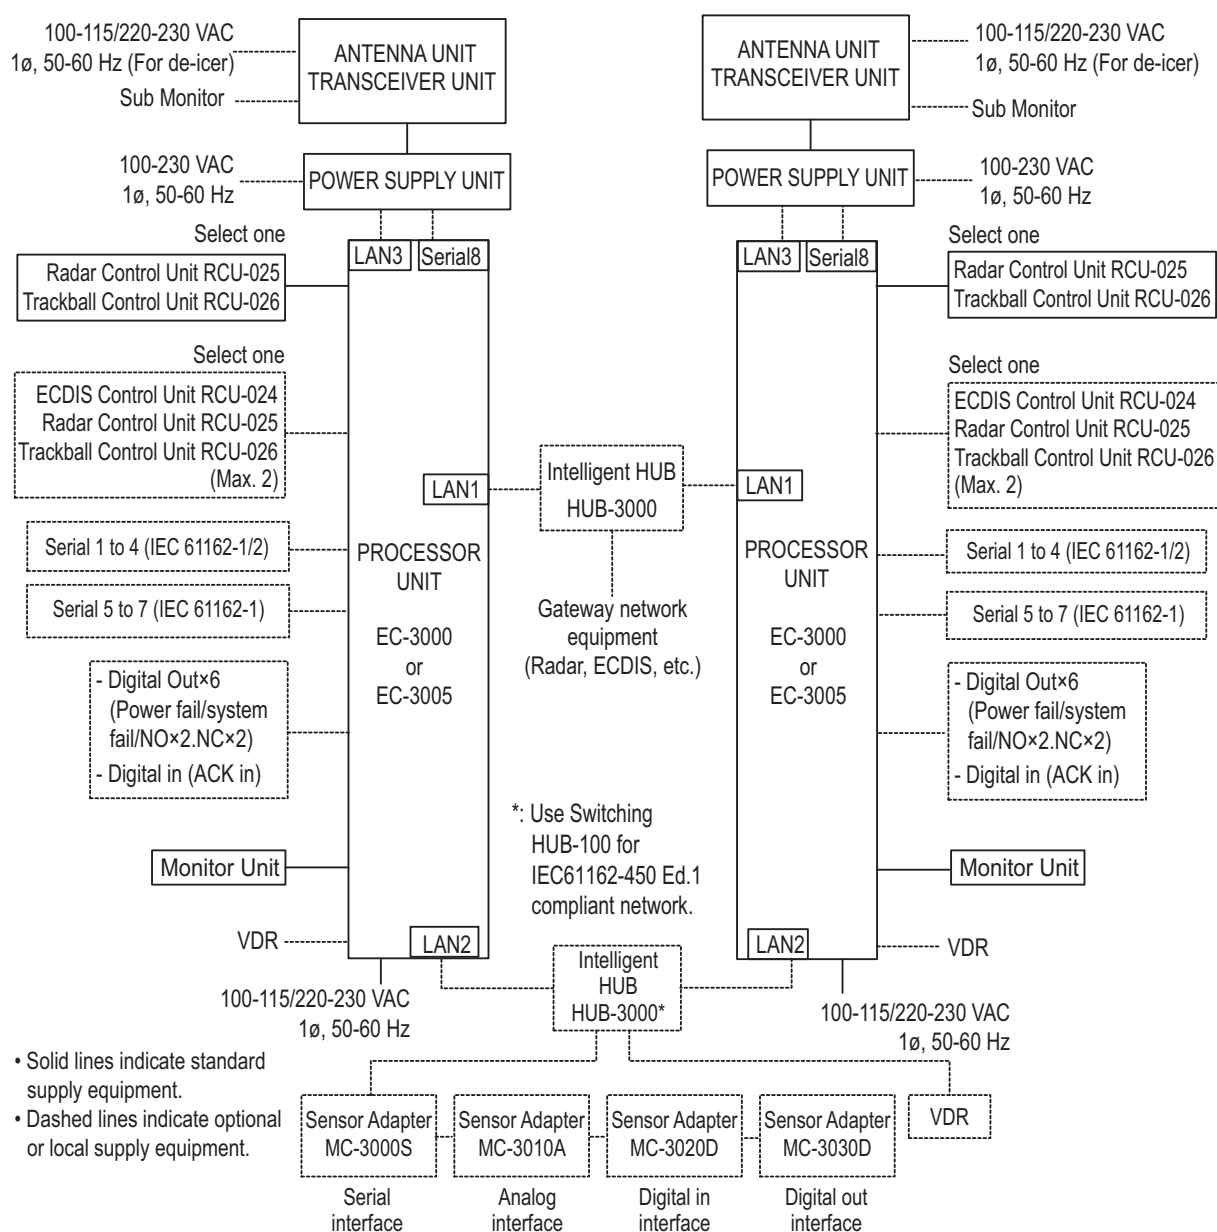 100-115/220-230 VAC
1ø, 50-60 Hz (For de-icer)
Sub Monitor
ANTENNA UNIT
TRANSCEIVER UNIT
100-230 VAC
1ø, 50-60 Hz
POWER SUPPLY UNIT
LAN3
Serial8
Select one
Radar Control Unit RCU-025
Trackball Control Unit RCU-026
Select one
ECDIS Control Unit RCU-024
Radar Control Unit RCU-025
Trackball Control Unit RCU-026
(Max. 2)
LAN1
Serial 1 to 4 (IEC 61162-1/2)
Serial 5 to 7 (IEC 61162-1)
PROCESSOR
UNIT
EC-3000
or
EC-3005
- Digital Out×6
(Power fail/system
fail/NO×2.NC×2)
- Digital in (ACK in)
Monitor Unit
VDR
LAN2
100-115/220-230 VAC
1ø, 50-60 Hz
Intelligent HUB
HUB-3000
Gateway network
equipment
(Radar, ECDIS, etc.)
*: Use Switching
HUB-100 for
IEC61162-450 Ed.1
compliant network.
Intelligent
HUB
HUB-3000*
ANTENNA UNIT
TRANSCEIVER UNIT
100-115/220-230 VAC
1ø, 50-60 Hz (For de-icer)
Sub Monitor
POWER SUPPLY UNIT
100-230 VAC
1ø, 50-60 Hz
LAN3
Serial8
Select one
Radar Control Unit RCU-025
Trackball Control Unit RCU-026
Select one
ECDIS Control Unit RCU-024
Radar Control Unit RCU-025
Trackball Control Unit RCU-026
(Max. 2)
LAN1
PROCESSOR
UNIT
EC-3000
or
EC-3005
Serial 1 to 4 (IEC 61162-1/2)
Serial 5 to 7 (IEC 61162-1)
- Digital Out×6
(Power fail/system
fail/NO×2.NC×2)
- Digital in (ACK in)
Monitor Unit
LAN2
VDR
100-115/220-230 VAC
1ø, 50-60 Hz
• Solid lines indicate standard
supply equipment.
• Dashed lines indicate optional
or local supply equipment.
Sensor Adapter
MC-3000S
Serial
interface
Sensor Adapter
MC-3010A
Analog
interface
Sensor Adapter
MC-3020D
Digital in
interface
Sensor Adapter
MC-3030D
Digital out
interface
VDR